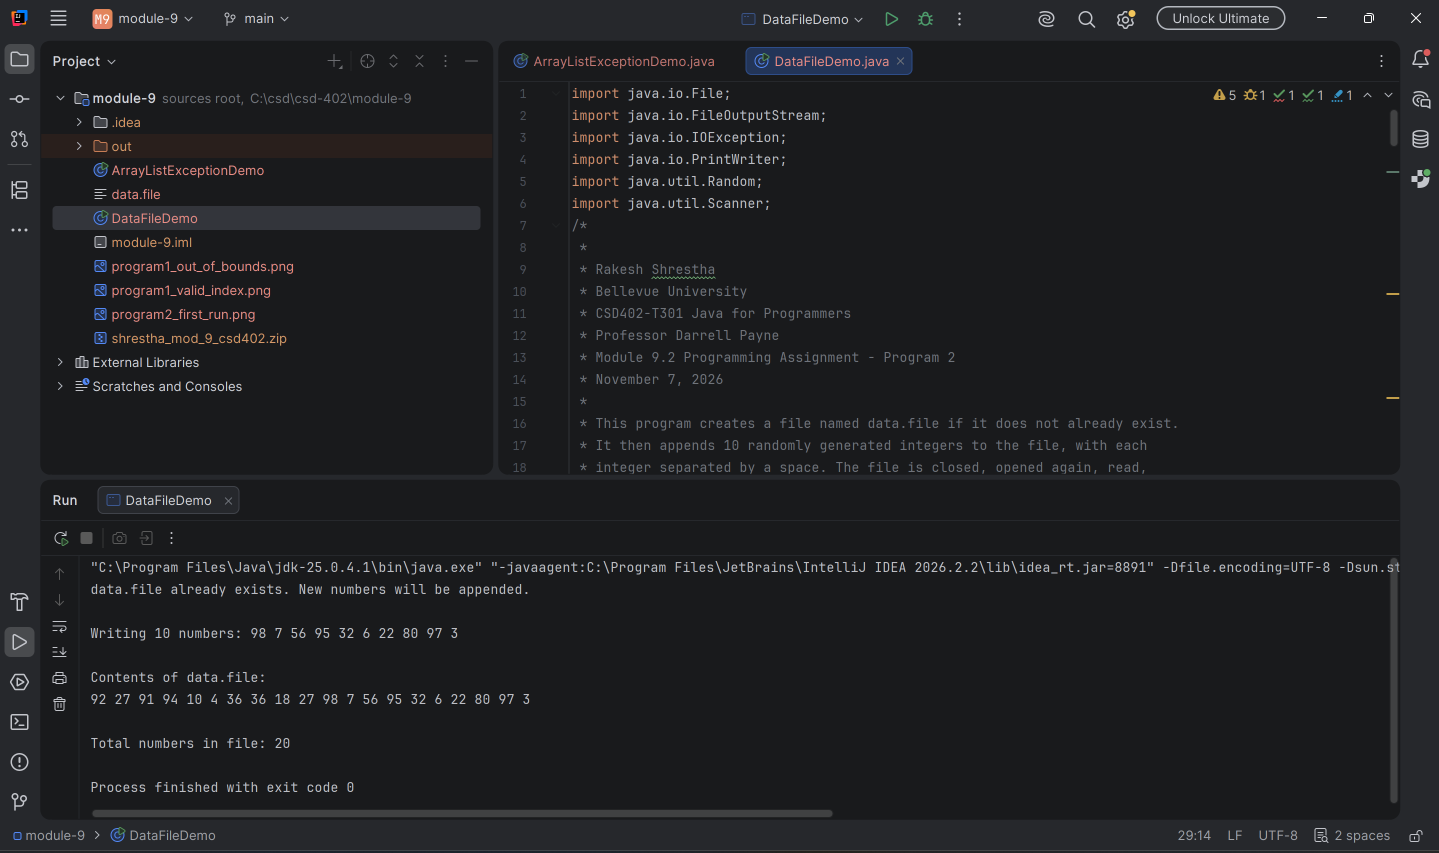 M9 module-9 main DataFileDemo Unlock Ultimate
Project
module-9 sources root, C:\csd\csd-402\module-9
.idea
out
ArrayListExceptionDemo
data.file
DataFileDemo
module-9.iml
program1_out_of_bounds.png
program1_valid_index.png
program2_first_run.png
shrestha_mod_9_csd402.zip
External Libraries
Scratches and Consoles
ArrayListExceptionDemo.java DataFileDemo.java
5 1 1 1 1
1 import java.io.File;
2 import java.io.FileOutputStream;
3 import java.io.IOException;
4 import java.io.PrintWriter;
5 import java.util.Random;
6 import java.util.Scanner;
7 /*
8 *
9 * Rakesh Shrestha
10 * Bellevue University
11 * CSD402-T301 Java for Programmers
12 * Professor Darrell Payne
13 * Module 9.2 Programming Assignment - Program 2
14 * November 7, 2026
15 *
16 * This program creates a file named data.file if it does not already exist.
17 * It then appends 10 randomly generated integers to the file, with each
18 * integer separated by a space. The file is closed, opened again, read,
Run DataFileDemo
"C:\Program Files\Java\jdk-25.0.4.1\bin\java.exe" "-javaagent:C:\Program Files\JetBrains\IntelliJ IDEA 2026.2.2\lib\idea_rt.jar=8891" -Dfile.encoding=UTF-8 -Dsun.st
data.file already exists. New numbers will be appended.
Writing 10 numbers: 98 7 56 95 32 6 22 80 97 3
Contents of data.file:
92 27 91 94 10 4 36 36 18 27 98 7 56 95 32 6 22 80 97 3
Total numbers in file: 20
Process finished with exit code 0
module-9 DataFileDemo 29:14 LF UTF-8 2 spaces